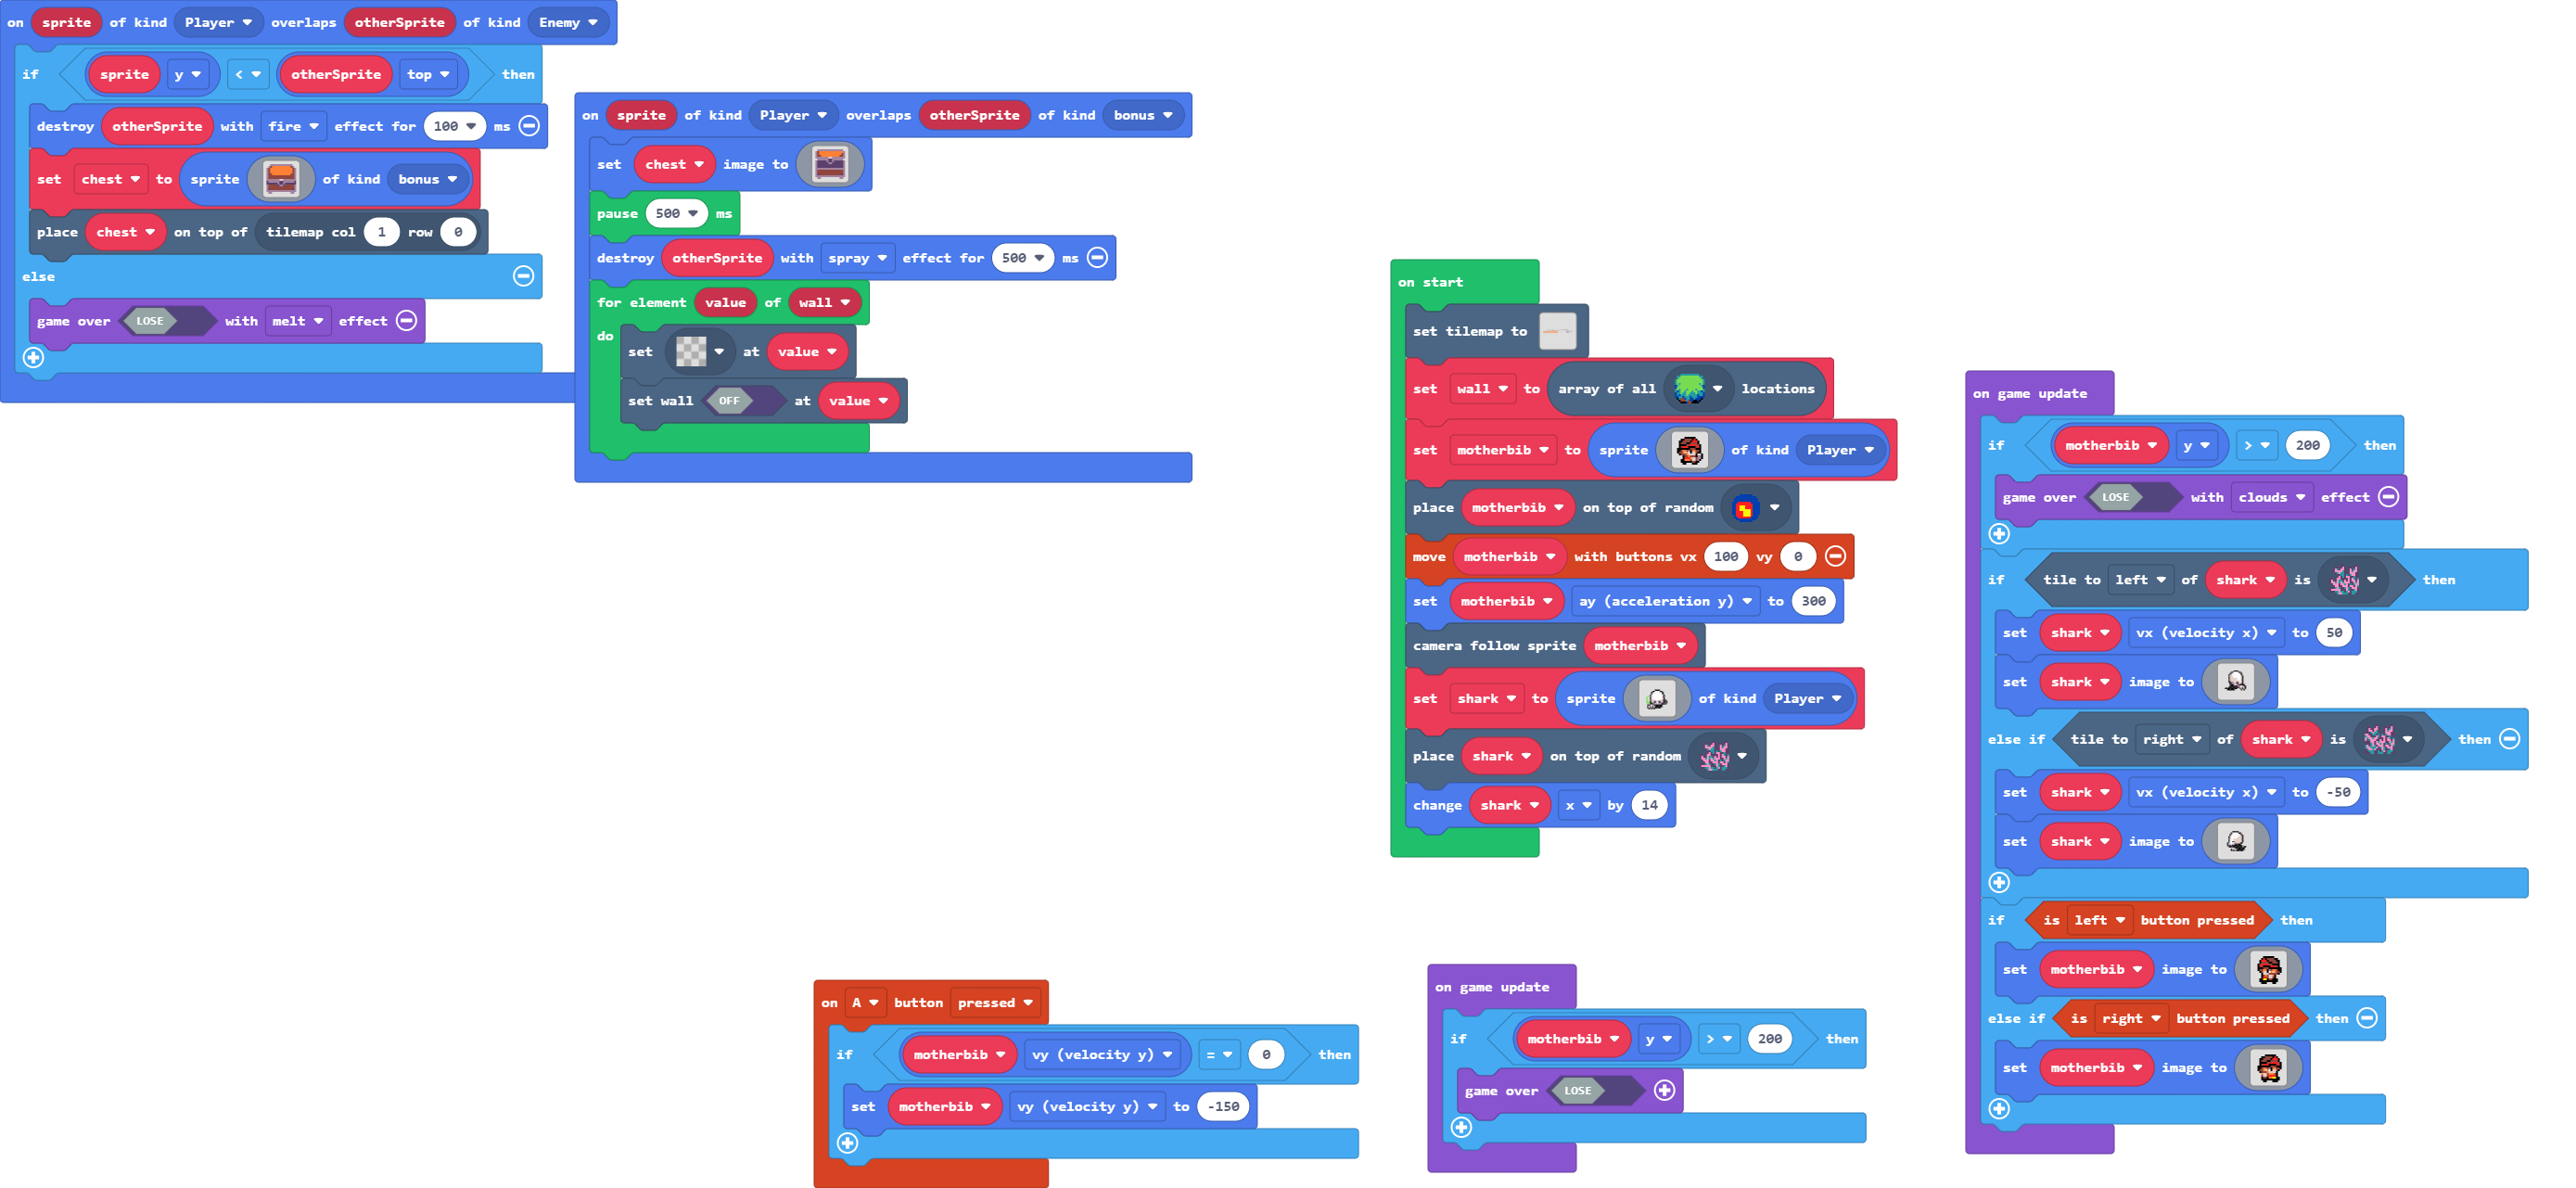 on sprite of kind Player overlaps otherSprite of kind Enemy
if sprite y < otherSprite top then
destroy otherSprite with fire effect for 100 ms
set chest to sprite of kind bonus
place chest on top of tilemap col 1 row 0
else
game over LOSE with melt effect
on sprite of kind Player overlaps otherSprite of kind bonus
set chest image to
pause 500 ms
destroy otherSprite with spray effect for 500 ms
for element value of wall
do
set at value
set wall OFF at value
on start
set tilemap to
set wall to array of all locations
set motherbib to sprite of kind Player
place motherbib on top of random
move motherbib with buttons vx 100 vy 0
set motherbib ay (acceleration y) to 300
camera follow sprite motherbib
set shark to sprite of kind Player
place shark on top of random
change shark x by 14
on game update
if motherbib y > 200 then
game over LOSE with clouds effect
if tile to left of shark is then
set shark vx (velocity x) to 50
set shark image to
else if tile to right of shark is then
set shark vx (velocity x) to -50
set shark image to
if is left button pressed then
set motherbib image to
else if is right button pressed then
set motherbib image to
on A button pressed
if motherbib vy (velocity y) = 0 then
set motherbib vy (velocity y) to -150
on game update
if motherbib y > 200 then
game over LOSE